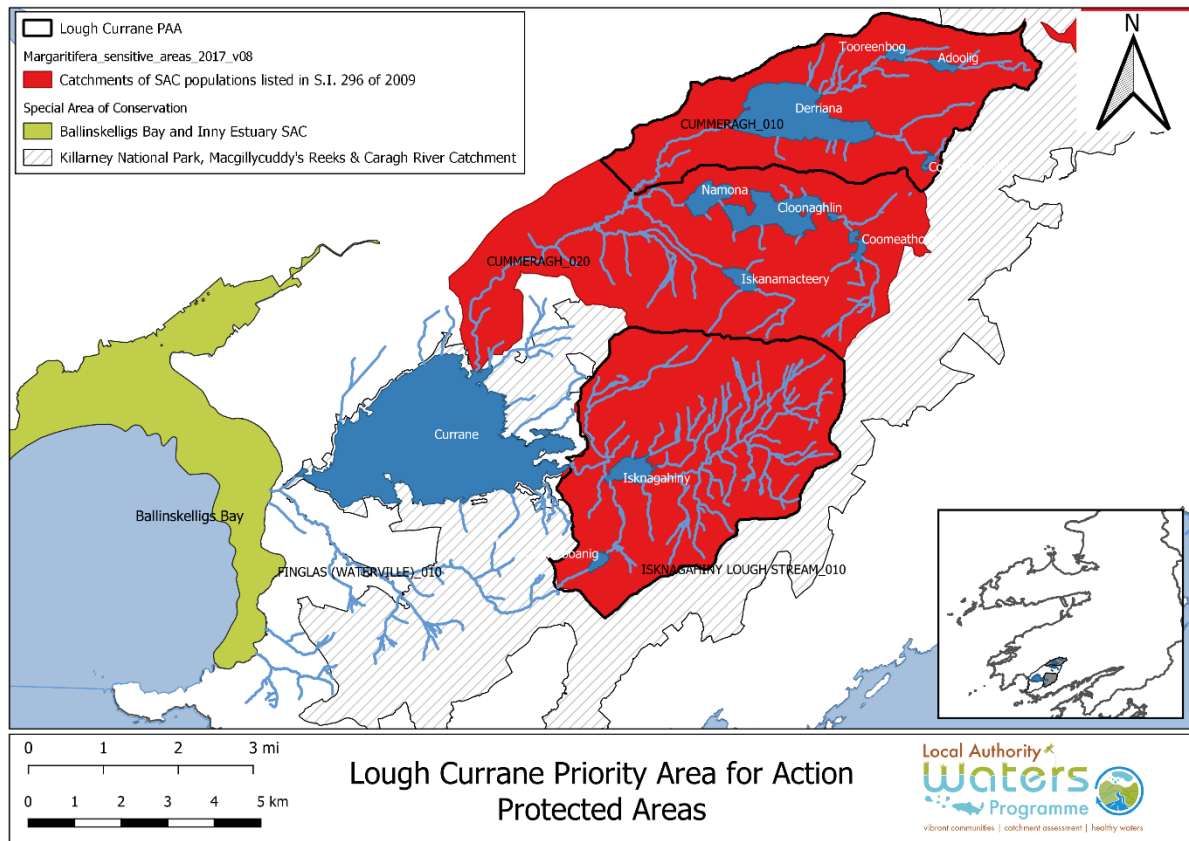 Lough Currane PAA
Margaritifera_sensitive_areas_2017_v08
Catchments of SAC populations listed in S.I. 296 of 2009
Special Area of Conservation
Ballinskelligs Bay and Inny Estuary SAC
Killarney National Park, Macgillycuddy's Reeks & Caragh River Catchment
N
Tooreenbog
Adoolig
Derriana
CUMMERAGH_010
Namona
Cloonaghlin
Coomeatho
CUMMERAGH_020
Iskanamacteery
Currane
Isknagahiny
Ballinskelligs Bay
FINGLAS (WATERVILLE)_010
ISKNAGAHINY LOUGH STREAM_010
0 1 2 3 mi
0 1 2 3 4 5 km
Lough Currane Priority Area for Action
Protected Areas
Local Authority
Waters
Programme
vibrant communities | catchment assessment | healthy waters